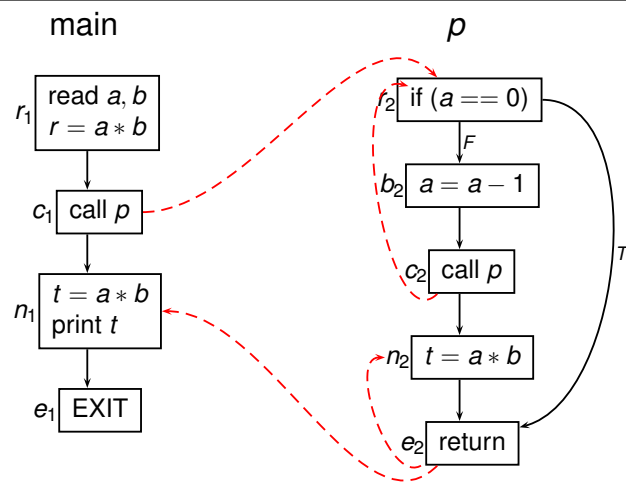 main
r1
read a, b
r = a ∗ b
c1
call p
n1
t = a ∗ b
print t
e1
EXIT
p
r2
if (a == 0)
F
b2
a = a − 1
T
c2
call p
n2
t = a ∗ b
e2
return